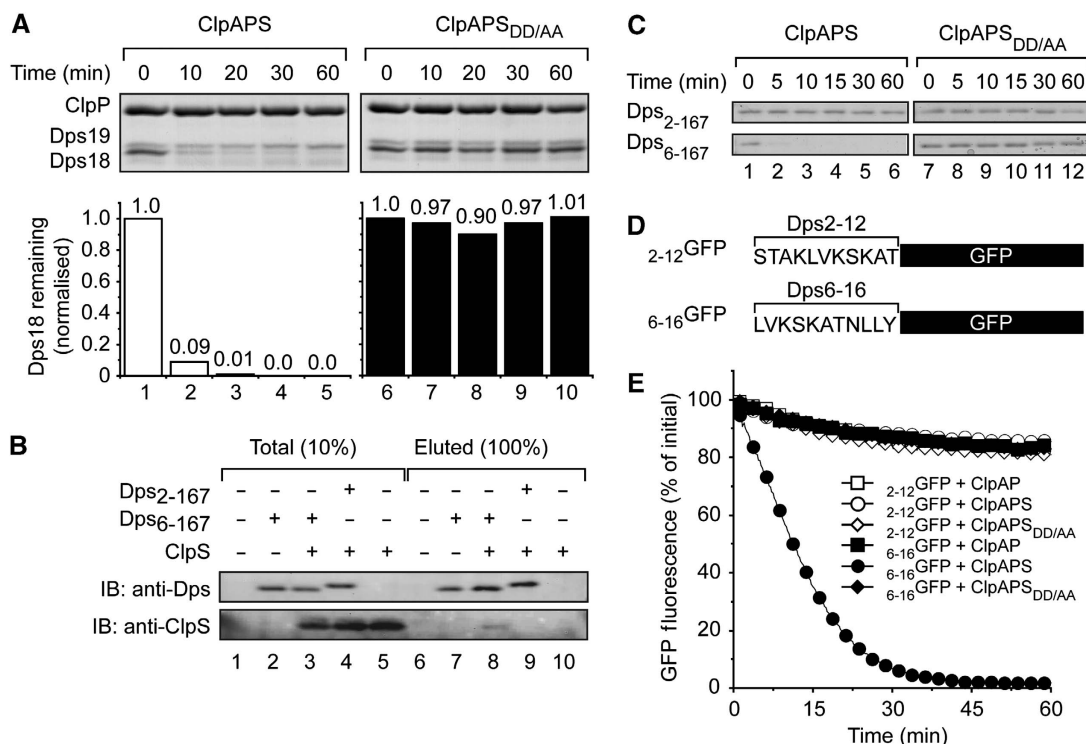 A
ClpAPS ClpAPS DD/AA
Time (min) 0 10 20 30 60 0 10 20 30 60
ClpP
Dps19
Dps18
Dps18 remaining (normalised)
1.0
0.8
0.6
0.4
0.2
0
1.0 0.09 0.01 0.0 0.0 1.0 0.97 0.90 0.97 1.01
1 2 3 4 5 6 7 8 9 10
B
Total (10%) Eluted (100%)
Dps2-167 – – – + – – – – + –
Dps6-167 – + + – – – + + – –
ClpS – – + + + – – + + +
IB: anti-Dps
IB: anti-ClpS
1 2 3 4 5 6 7 8 9 10
C
ClpAPS ClpAPS DD/AA
Time (min) 0 5 10 15 30 60 0 5 10 15 30 60
Dps2-167
Dps6-167
1 2 3 4 5 6 7 8 9 10 11 12
D
Dps2-12
2-12GFP STAKLVKSKAT GFP
Dps6-16
6-16GFP LVKSKATNLLY GFP
E
GFP fluorescence (% of initial)
100
80
60
40
20
0
2-12GFP + ClpAP
2-12GFP + ClpAPS
2-12GFP + ClpAPS DD/AA
6-16GFP + ClpAP
6-16GFP + ClpAPS
6-16GFP + ClpAPS DD/AA
0 15 30 45 60
Time (min)